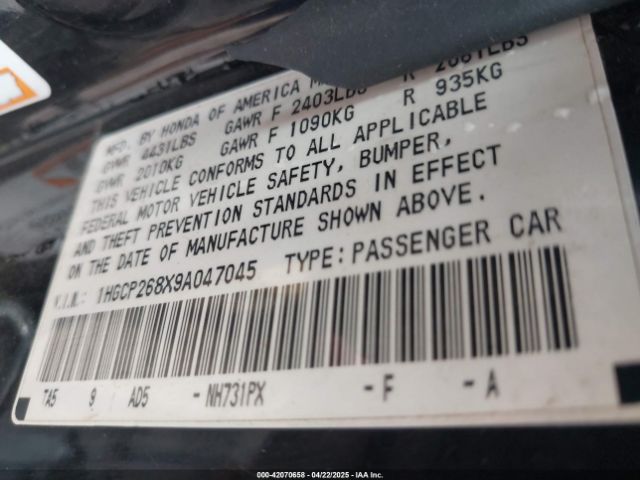 MFD. BY HONDA OF AMERICA
GVWR 4431LBS GAWR F 2403LBS R 2061LBS
GVWR 2010KG GAWR F 1090KG R 935KG
THIS VEHICLE CONFORMS TO ALL APPLICABLE
FEDERAL MOTOR VEHICLE SAFETY, BUMPER,
AND THEFT PREVENTION STANDARDS IN EFFECT
ON THE DATE OF MANUFACTURE SHOWN ABOVE.
V.I.N.: 1HGCP268X9A047045 TYPE: PASSENGER CAR
TA5 9 AD5 -NH731PX -F -A
000-42070658 - 04/22/2025 - IAA Inc.